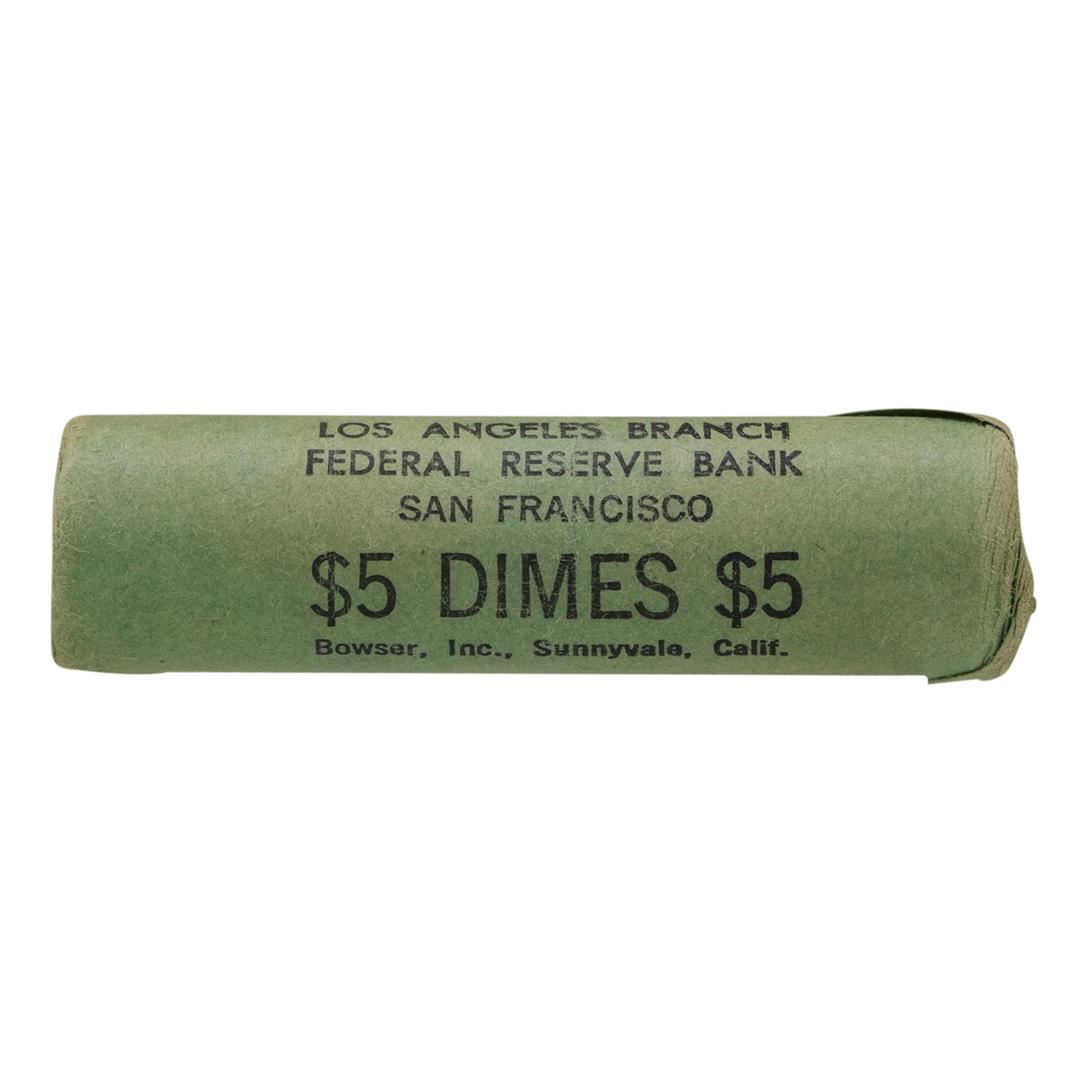 LOS ANGELES BRANCH
FEDERAL RESERVE BANK
SAN FRANCISCO
$5 DIMES $5
Bowser, Inc., Sunnyvale, Calif.